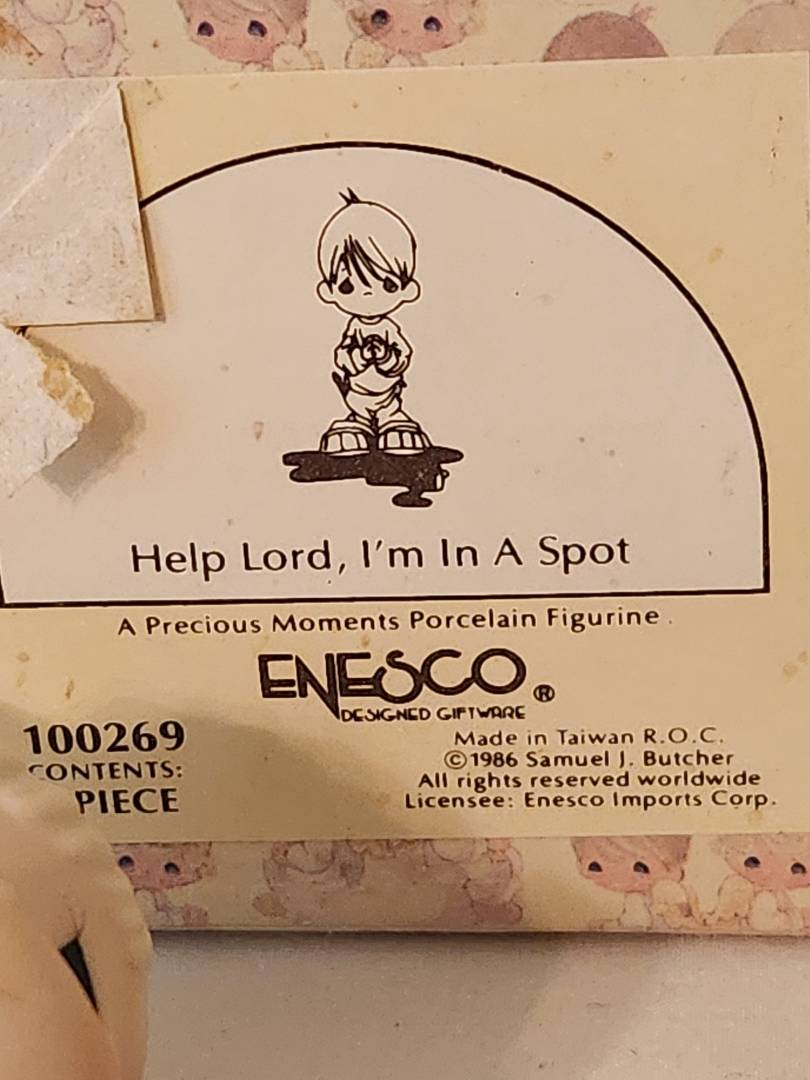 Help Lord, I'm In A Spot
A Precious Moments Porcelain Figurine.
ENESCO®
DESIGNED GIFTWARE
100269
CONTENTS:
PIECE
Made in Taiwan R.O.C.
©1986 Samuel J. Butcher
All rights reserved worldwide
Licensee: Enesco Imports Corp.